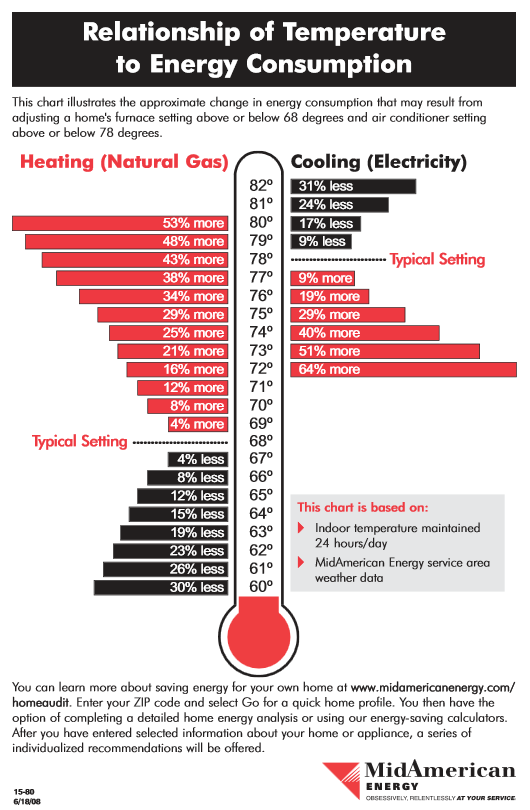 Relationship of Temperature
to Energy Consumption
This chart illustrates the approximate change in energy consumption that may result from
adjusting a home's furnace setting above or below 68 degrees and air conditioner setting
above or below 78 degrees.
Heating (Natural Gas)
Cooling (Electricity)
82º 31% less
81º 24% less
53% more 80º 17% less
48% more 79º 9% less
43% more 78º Typical Setting
38% more 77º 9% more
34% more 76º 19% more
29% more 75º 29% more
25% more 74º 40% more
21% more 73º 51% more
16% more 72º 64% more
12% more 71º
8% more 70º
4% more 69º
Typical Setting 68º
4% less 67º
8% less 66º
12% less 65º
15% less 64º
19% less 63º
23% less 62º
26% less 61º
30% less 60º
This chart is based on:
Indoor temperature maintained
24 hours/day
MidAmerican Energy service area
weather data
You can learn more about saving energy for your own home at www.midamericanenergy.com/
homeaudit. Enter your ZIP code and select Go for a quick home profile. You then have the
option of completing a detailed home energy analysis or using our energy-saving calculators.
After you have entered selected information about your home or appliance, a series of
individualized recommendations will be offered.
15-80
6/18/08
MidAmerican
ENERGY
OBSESSIVELY, RELENTLESSLY AT YOUR SERVICE.